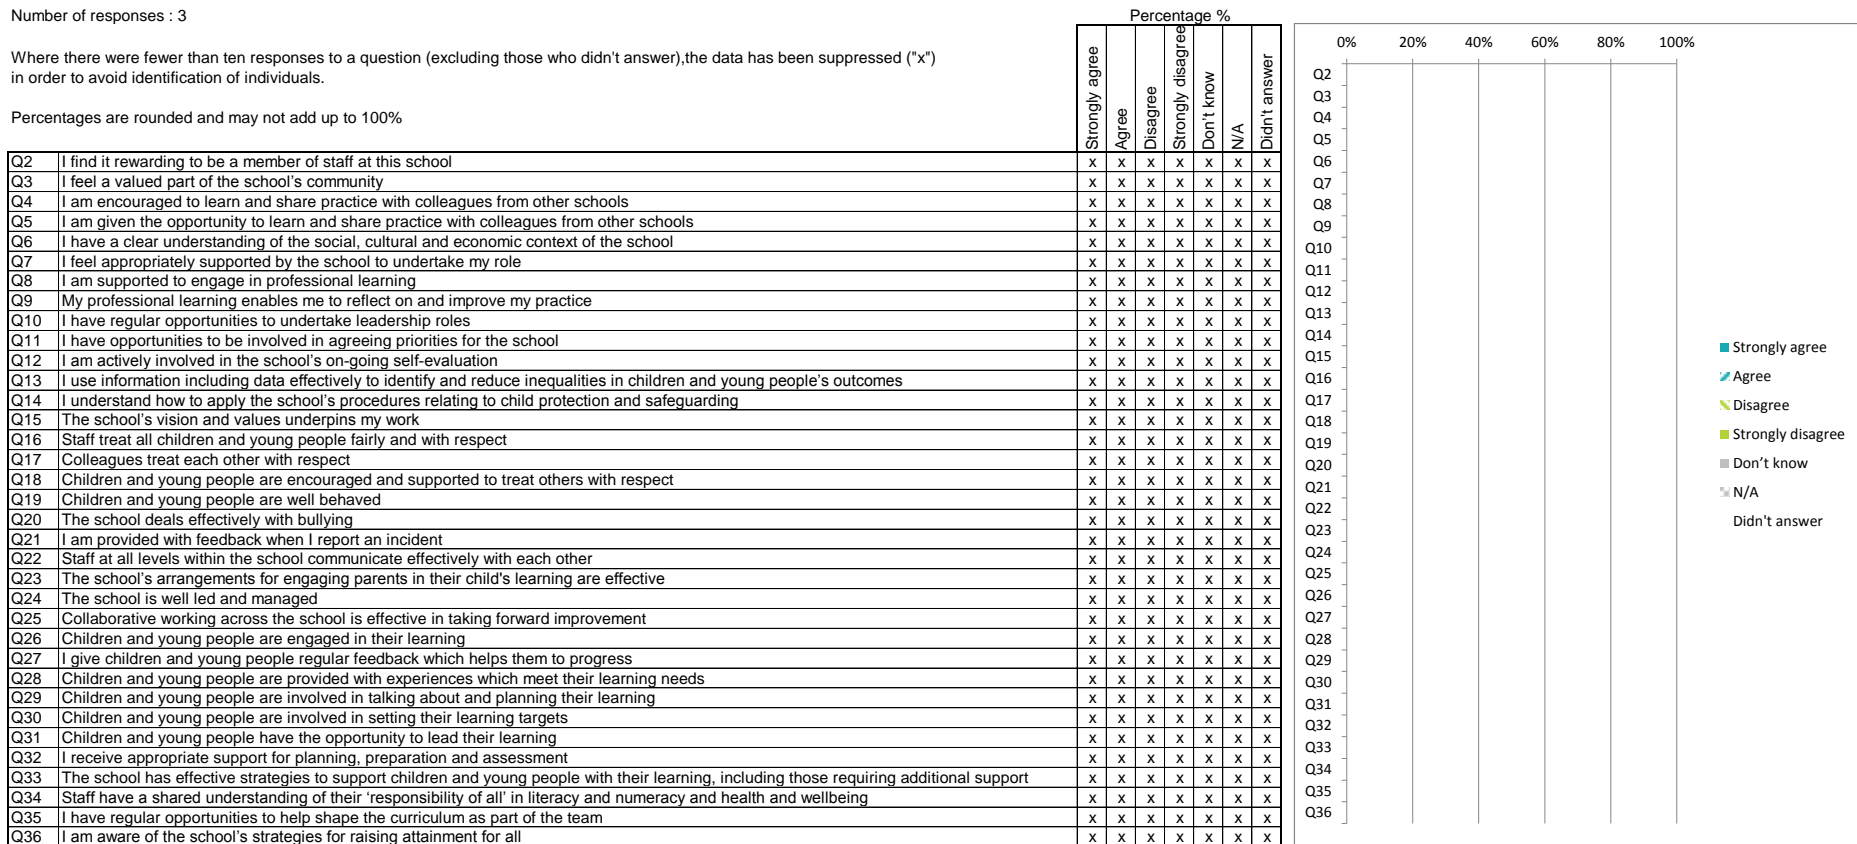 Number of responses : 3
Percentage %
Where there were fewer than ten responses to a question (excluding those who didn't answer),the data has been suppressed ("x")
in order to avoid identification of individuals.
Percentages are rounded and may not add up to 100%
Strongly agree
Agree
Disagree
Strongly disagree
Don't know
N/A
Didn't answer
Q2 I find it rewarding to be a member of staff at this school x x x x x x x
Q3 I feel a valued part of the school's community x x x x x x x
Q4 I am encouraged to learn and share practice with colleagues from other schools x x x x x x x
Q5 I am given the opportunity to learn and share practice with colleagues from other schools x x x x x x x
Q6 I have a clear understanding of the social, cultural and economic context of the school x x x x x x x
Q7 I feel appropriately supported by the school to undertake my role x x x x x x x
Q8 I am supported to engage in professional learning x x x x x x x
Q9 My professional learning enables me to reflect on and improve my practice x x x x x x x
Q10 I have regular opportunities to undertake leadership roles x x x x x x x
Q11 I have opportunities to be involved in agreeing priorities for the school x x x x x x x
Q12 I am actively involved in the school's on-going self-evaluation x x x x x x x
Q13 I use information including data effectively to identify and reduce inequalities in children and young people's outcomes x x x x x x x
Q14 I understand how to apply the school's procedures relating to child protection and safeguarding x x x x x x x
Q15 The school's vision and values underpins my work x x x x x x x
Q16 Staff treat all children and young people fairly and with respect x x x x x x x
Q17 Colleagues treat each other with respect x x x x x x x
Q18 Children and young people are encouraged and supported to treat others with respect x x x x x x x
Q19 Children and young people are well behaved x x x x x x x
Q20 The school deals effectively with bullying x x x x x x x
Q21 I am provided with feedback when I report an incident x x x x x x x
Q22 Staff at all levels within the school communicate effectively with each other x x x x x x x
Q23 The school's arrangements for engaging parents in their child's learning are effective x x x x x x x
Q24 The school is well led and managed x x x x x x x
Q25 Collaborative working across the school is effective in taking forward improvement x x x x x x x
Q26 Children and young people are engaged in their learning x x x x x x x
Q27 I give children and young people regular feedback which helps them to progress x x x x x x x
Q28 Children and young people are provided with experiences which meet their learning needs x x x x x x x
Q29 Children and young people are involved in talking about and planning their learning x x x x x x x
Q30 Children and young people are involved in setting their learning targets x x x x x x x
Q31 Children and young people have the opportunity to lead their learning x x x x x x x
Q32 I receive appropriate support for planning, preparation and assessment x x x x x x x
Q33 The school has effective strategies to support children and young people with their learning, including those requiring additional support x x x x x x x
Q34 Staff have a shared understanding of their 'responsibility of all' in literacy and numeracy and health and wellbeing x x x x x x x
Q35 I have regular opportunities to help shape the curriculum as part of the team x x x x x x x
Q36 I am aware of the school's strategies for raising attainment for all x x x x x x x
0% 20% 40% 60% 80% 100%
Q2
Q3
Q4
Q5
Q6
Q7
Q8
Q9
Q10
Q11
Q12
Q13
Q14
Q15
Q16
Q17
Q18
Q19
Q20
Q21
Q22
Q23
Q24
Q25
Q26
Q27
Q28
Q29
Q30
Q31
Q32
Q33
Q34
Q35
Q36
Strongly agree
Agree
Disagree
Strongly disagree
Don't know
N/A
Didn't answer